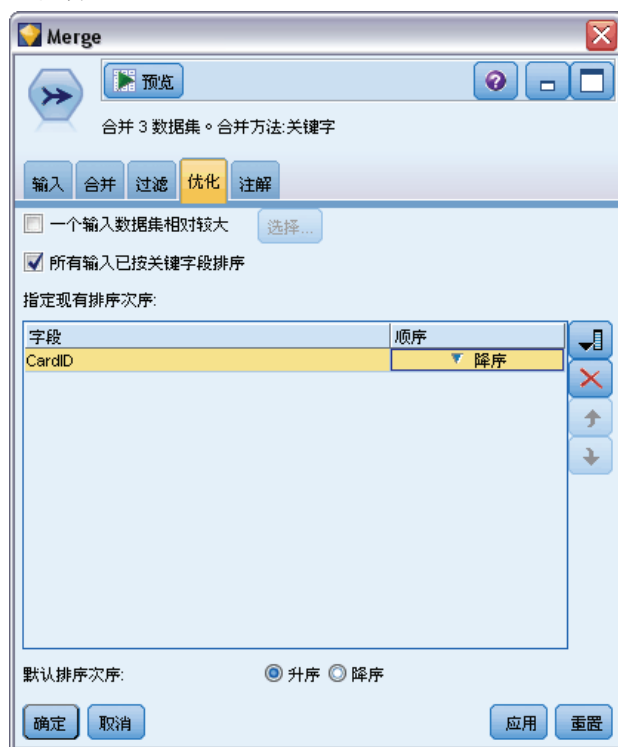 Merge
预览
合并 3 数据集。合并方法:关键字
输入 合并 过滤 优化 注解
一个输入数据集相对较大 选择...
所有输入已按关键字段排序
指定现有排序次序:
字段 顺序
CardID 降序
默认排序次序: 升序 降序
确定 取消 应用 重置